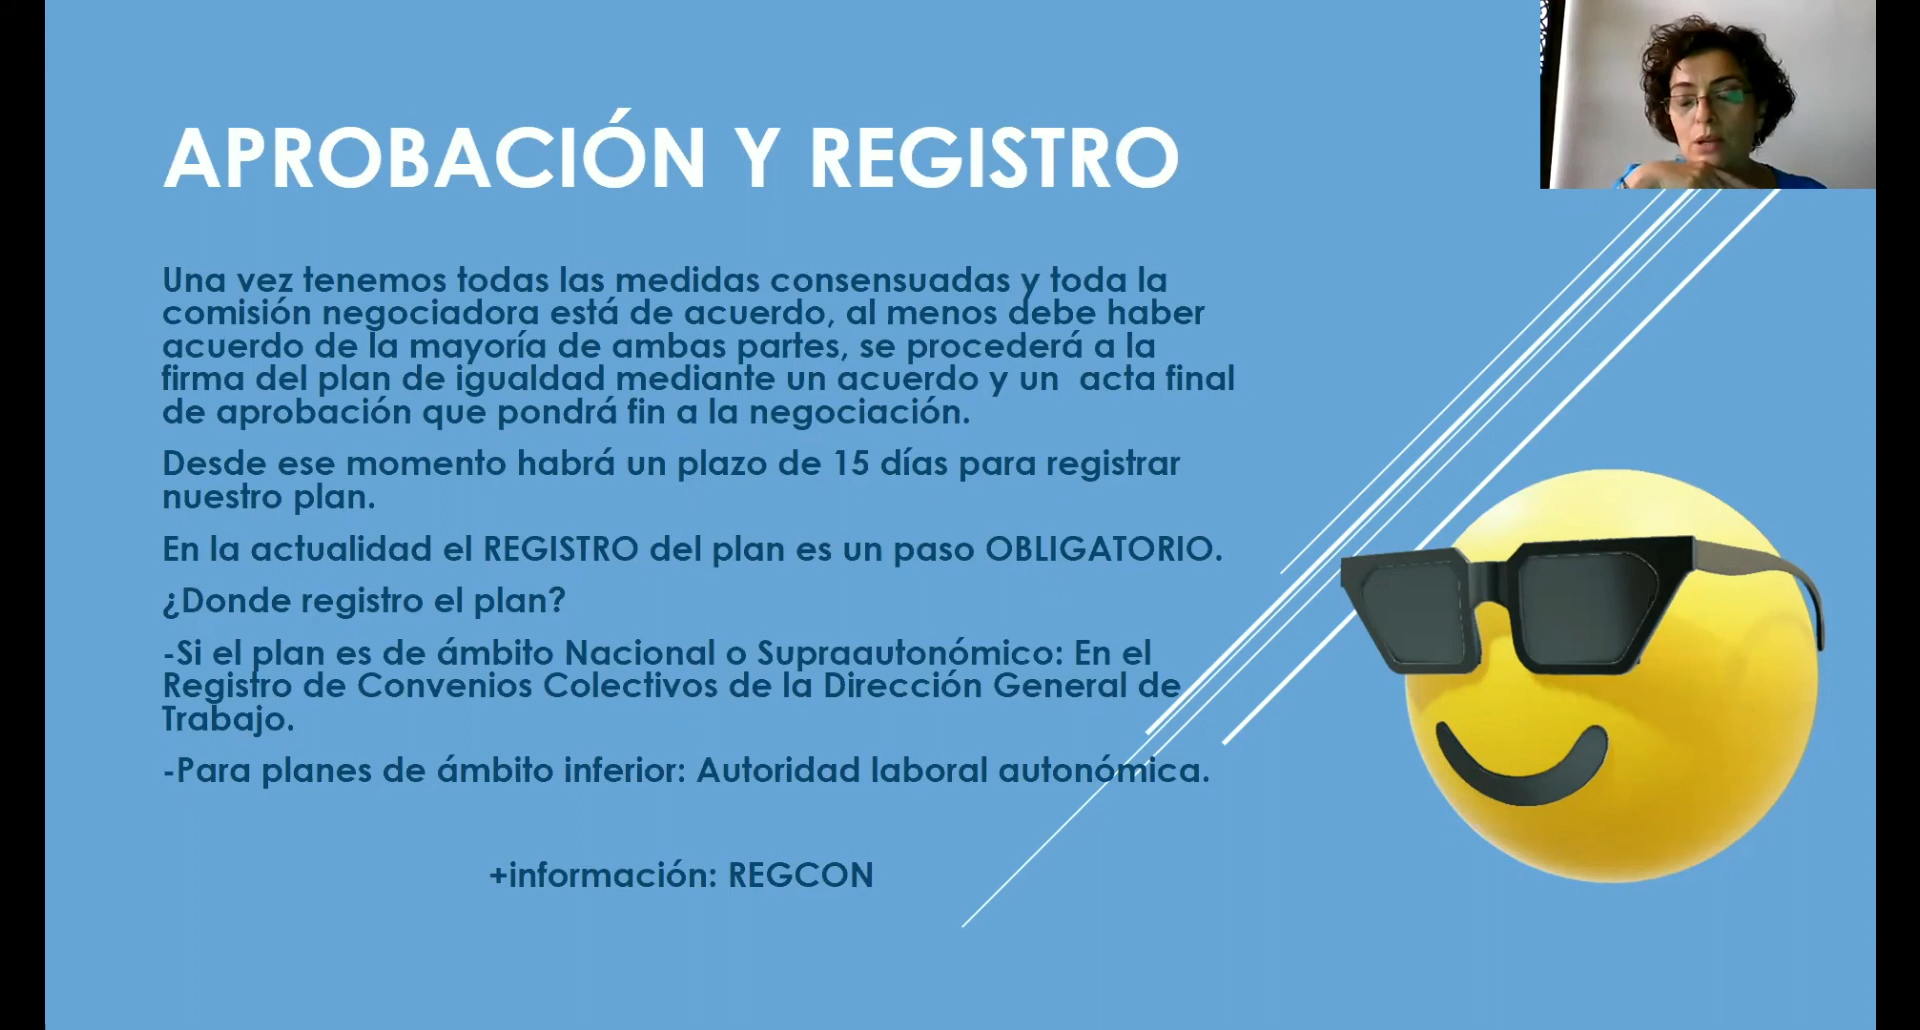 APROBACIÓN Y REGISTRO
Una vez tenemos todas las medidas consensuadas y toda la
comisión negociadora está de acuerdo, al menos debe haber
acuerdo de la mayoría de ambas partes, se procederá a la
firma del plan de igualdad mediante un acuerdo y un  acta final
de aprobación que pondrá fin a la negociación.
Desde ese momento habrá un plazo de 15 días para registrar
nuestro plan.
En la actualidad el REGISTRO del plan es un paso OBLIGATORIO.
¿Donde registro el plan?
-Si el plan es de ámbito Nacional o Supraautonómico: En el
Registro de Convenios Colectivos de la Dirección General de
Trabajo.
-Para planes de ámbito inferior: Autoridad laboral autonómica.
+información: REGCON